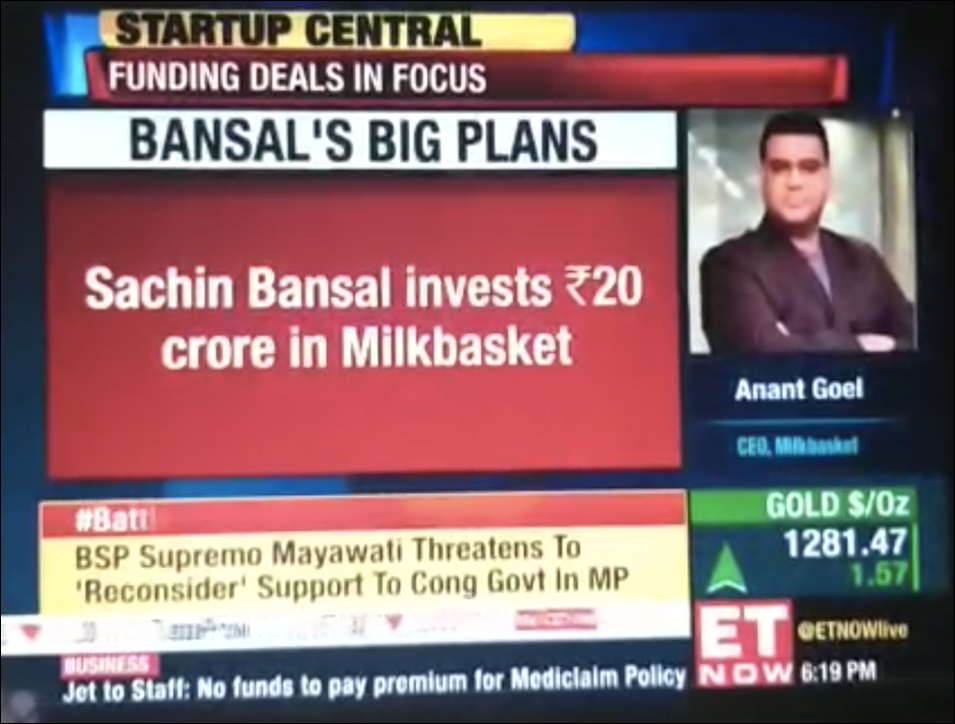 STARTUP CENTRAL
FUNDING DEALS IN FOCUS
BANSAL'S BIG PLANS
Sachin Bansal invests ₹20
crore in Milkbasket
Anant Goel
CEO, Milkbasket
#Batt
BSP Supremo Mayawati Threatens To
'Reconsider' Support To Cong Govt In MP
GOLD $/Oz
1281.47
1.57
BUSINESS
Jet to Staff: No funds to pay premium for Mediclaim Policy
ET
NOW
@ETNOWlive
6:19 PM